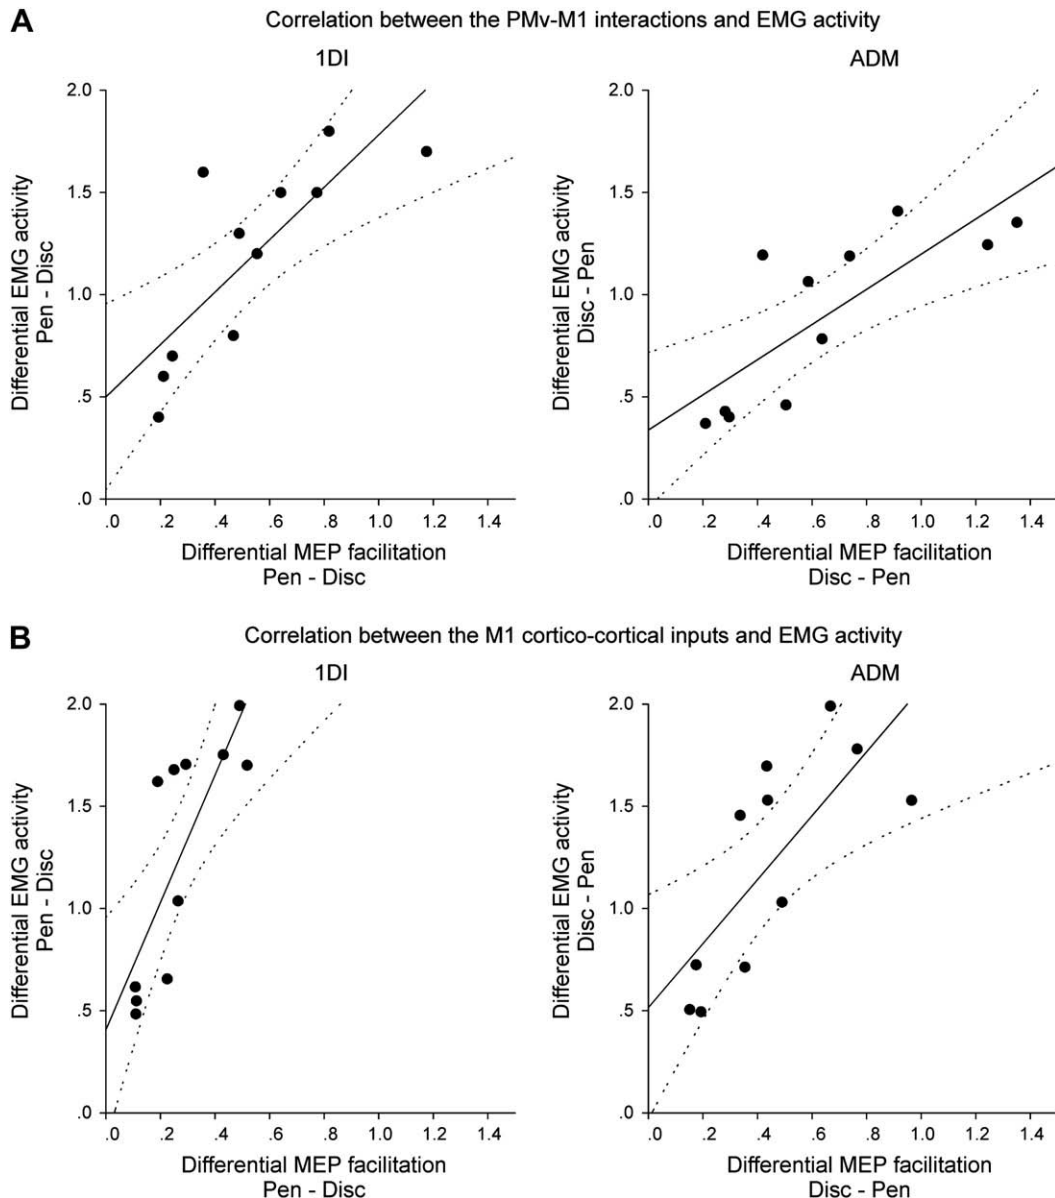 A
Correlation between the PMv-M1 interactions and EMG activity
1DI
ADM
Differential EMG activity
Pen - Disc
2.0
1.5
1.0
.5
.0
.0 .2 .4 .6 .8 1.0 1.2 1.4
Differential MEP facilitation
Pen - Disc
Differential EMG activity
Disc - Pen
2.0
1.5
1.0
.5
.0
.0 .2 .4 .6 .8 1.0 1.2 1.4
Differential MEP facilitation
Disc - Pen
B
Correlation between the M1 cortico-cortical inputs and EMG activity
1DI
ADM
Differential EMG activity
Pen - Disc
2.0
1.5
1.0
.5
.0
.0 .2 .4 .6 .8 1.0 1.2 1.4
Differential MEP facilitation
Pen - Disc
Differential EMG activity
Disc - Pen
2.0
1.5
1.0
.5
.0
.0 .2 .4 .6 .8 1.0 1.2 1.4
Differential MEP facilitation
Disc - Pen